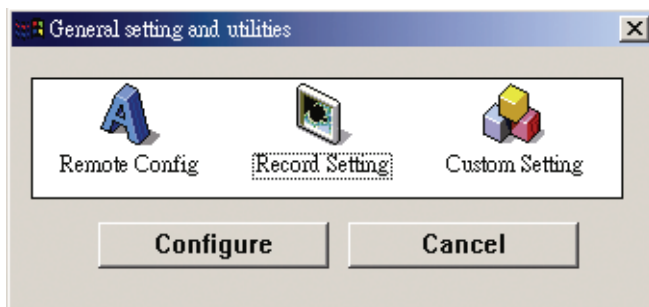 General setting and utilities
Remote Config Record Setting Custom Setting
Configure Cancel